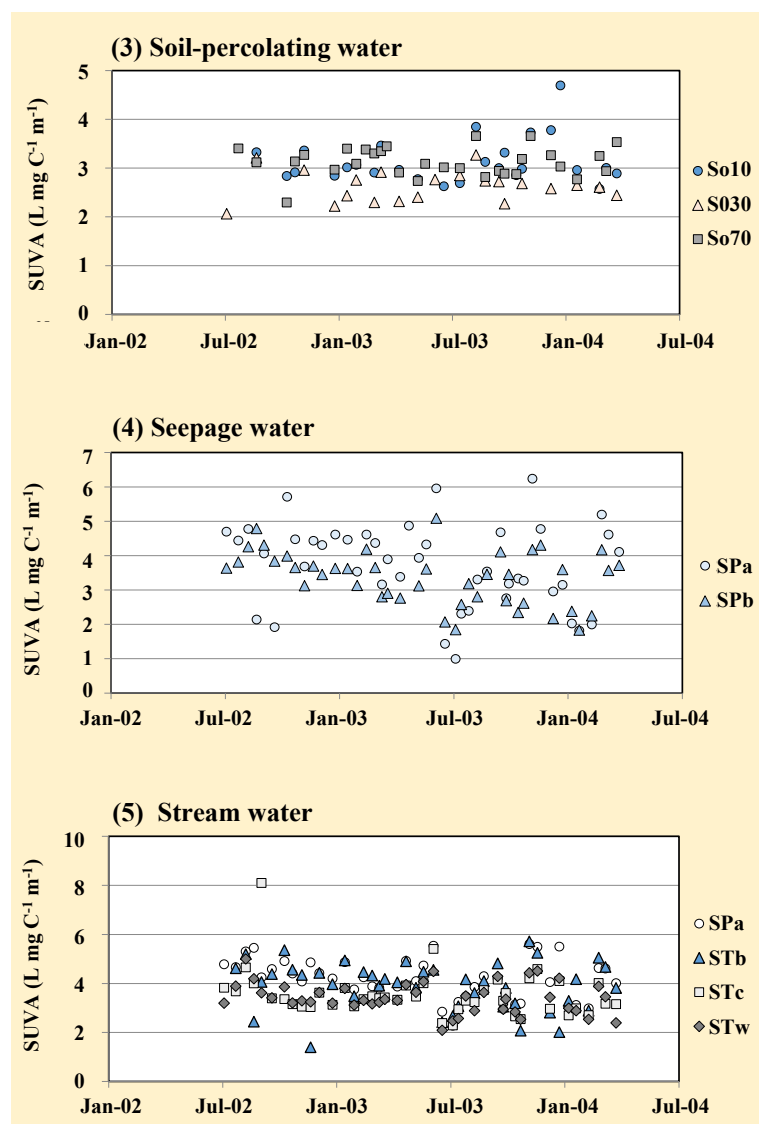 (3) Soil-percolating water
SUVA (L mg C-1 m-1)
5
4
3
2
1
0
Jan-02 Jul-02 Jan-03 Jul-03 Jan-04 Jul-04
So10
S030
So70
(4) Seepage water
SUVA (L mg C-1 m-1)
7
6
5
4
3
2
1
0
Jan-02 Jul-02 Jan-03 Jul-03 Jan-04 Jul-04
SPa
SPb
(5) Stream water
SUVA (L mg C-1 m-1)
10
8
6
4
2
0
Jan-02 Jul-02 Jan-03 Jul-03 Jan-04 Jul-04
SPa
STb
STc
STw